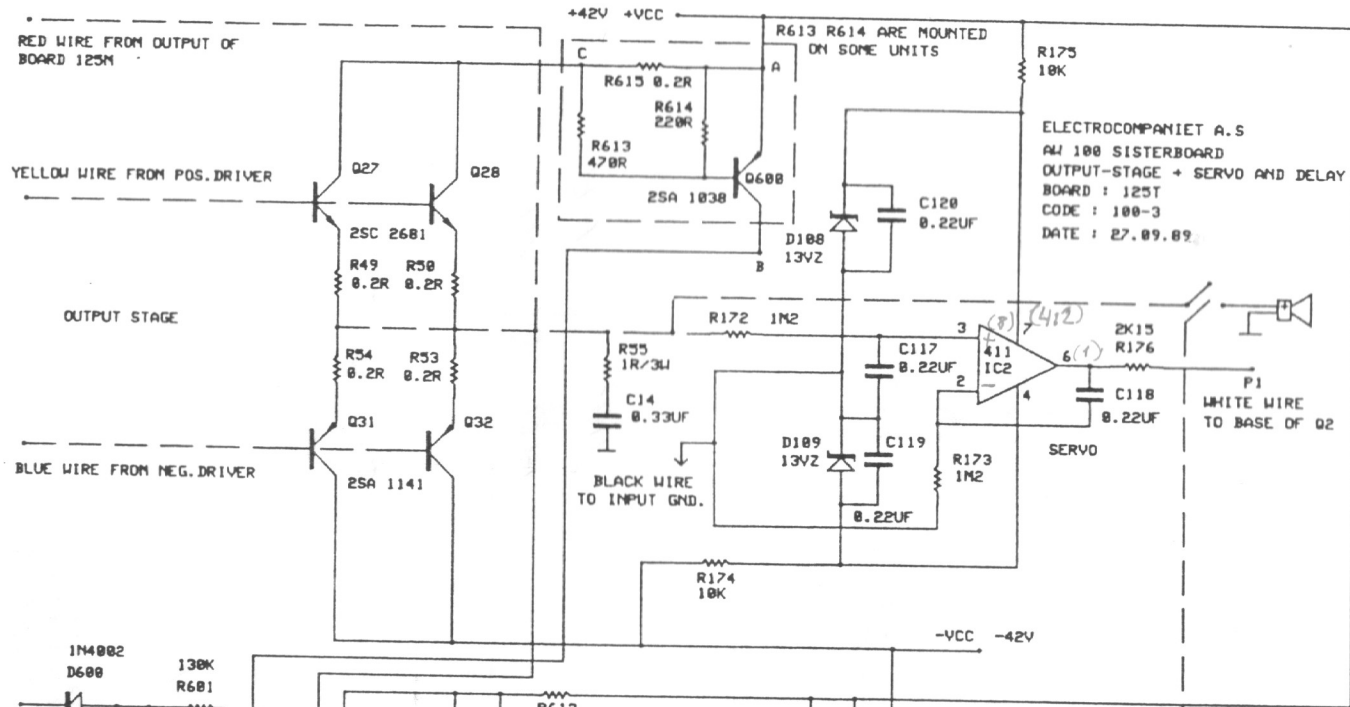 +42V +VCC
RED WIRE FROM OUTPUT OF
BOARD 125M
R613 R614 ARE MOUNTED
ON SOME UNITS
C
A
R615 0.2R
R614
220R
R613
470R
R175
10K
ELECTROCOMPANIET A.S
AW 100 SISTERBOARD
OUTPUT-STAGE + SERVO AND DELAY
BOARD : 125T
CODE : 100-3
DATE : 27.09.89
YELLOW WIRE FROM POS.DRIVER
Q27
Q28
Q600
2SA 1038
2SC 2681
C120
0.22UF
D108
13VZ
B
R49
0.2R
R50
0.2R
OUTPUT STAGE
R172 1M2
3
(8)
7
(4,2)
+
411
IC2
2
−
4
6
(1)
2K15
R176
R54
0.2R
R53
0.2R
R55
1R/3W
C14
0.33UF
C117
0.22UF
C118
0.22UF
P1
WHITE WIRE
TO BASE OF Q2
SERVO
Q31
Q32
2SA 1141
BLUE WIRE FROM NEG.DRIVER
BLACK WIRE
TO INPUT GND.
D109
13VZ
C119
0.22UF
R173
1M2
R174
10K
-VCC -42V
1N4002
D600
130K
R601